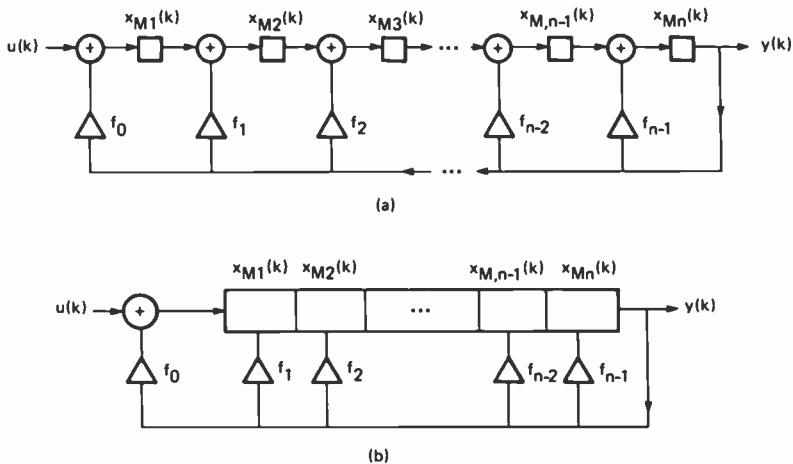 x_M1(k) x_M2(k) x_M3(k) x_M,n-1(k) x_Mn(k)
u(k) + + + ... + + y(k)
f_0 f_1 f_2 f_n-2 f_n-1
...
(a)
x_M1(k) x_M2(k) x_M,n-1(k) x_Mn(k)
u(k) + ... y(k)
f_0 f_1 f_2 f_n-2 f_n-1
(b)